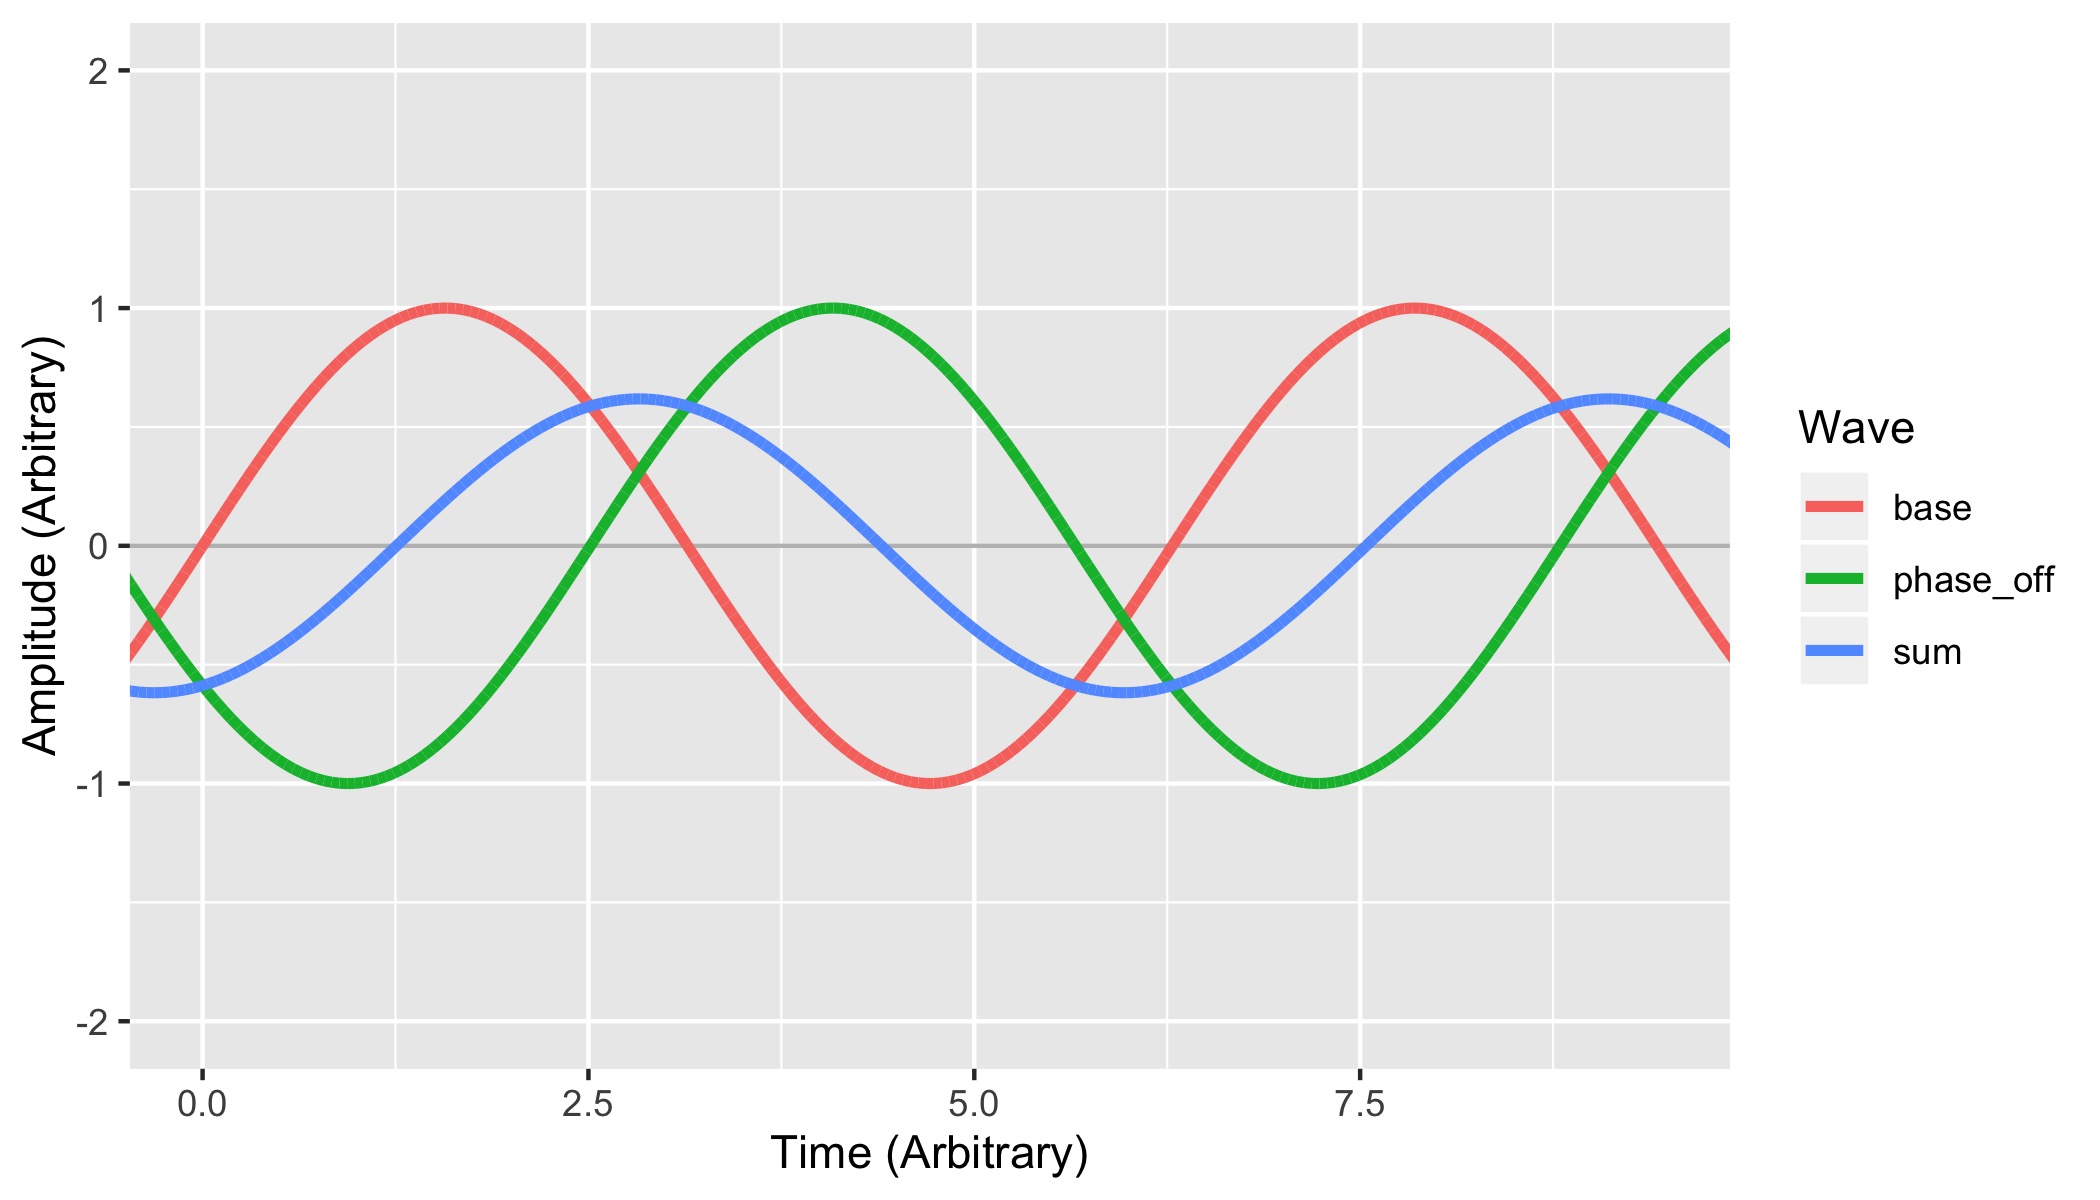 2
1
0
-1
-2
Amplitude (Arbitrary)
0.0 2.5 5.0 7.5
Time (Arbitrary)
Wave
base
phase_off
sum